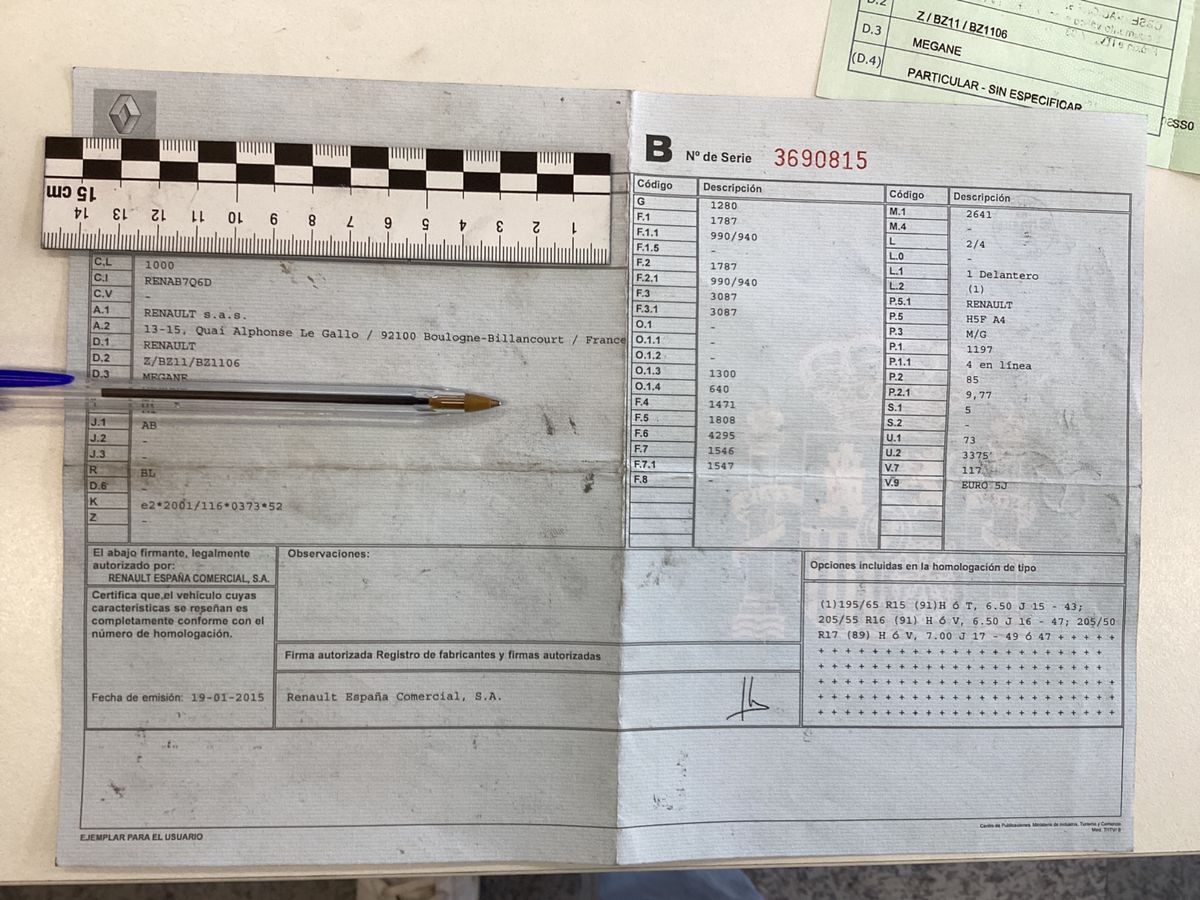 Z / BZ11 / BZ1106
D.3 MEGANE
(D.4) PARTICULAR - SIN ESPECIFICAR
B Nº de Serie 3690815
15 cm
14 13 12 11 10 9 8 7 6 5 4 3 2 1
C.L 1000
C.I RENAB7Q6D
C.V -
A.1 RENAULT s.a.s.
A.2 13-15, Quai Alphonse Le Gallo / 92100 Boulogne-Billancourt / France
D.1 RENAULT
D.2 Z/BZ11/BZ1106
D.3 MEGANE
J.1 AB
J.2 -
J.3 -
R BL
D.6 -
K e2*2001/116*0373*52
Z -
Código Descripción
G 1280
F.1 1787
F.1.1 990/940
F.1.5 -
F.2 1787
F.2.1 990/940
F.3 3087
F.3.1 3087
O.1 -
O.1.1 -
O.1.2 -
O.1.3 1300
O.1.4 640
F.4 1471
F.5 1808
F.6 4295
F.7 1546
F.7.1 1547
F.8 -
Código Descripción
M.1 2641
M.4 -
L 2/4
L.0 -
L.1 1 Delantero
L.2 (1)
P.5.1 RENAULT
P.5 H5F A4
P.3 M/G
P.1 1197
P.1.1 4 en línea
P.2 85
P.2.1 9,77
S.1 5
S.2 -
U.1 73
U.2 3375
V.7 117
V.9 EURO 5J
El abajo firmante, legalmente
autorizado por:
RENAULT ESPAÑA COMERCIAL, S.A.
Certifica que,el vehículo cuyas
características se reseñan es
completamente conforme con el
número de homologación.
Fecha de emisión: 19-01-2015
Observaciones:
Firma autorizada Registro de fabricantes y firmas autorizadas
Renault España Comercial, S.A.
Opciones incluidas en la homologación de tipo
(1)195/65 R15 (91)H ó T, 6.50 J 15 - 43;
205/55 R16 (91) H ó V, 6.50 J 16 - 47; 205/50
R17 (89) H ó V, 7.00 J 17 - 49 ó 47 + + + + +
+ + + + + + + + + + + + + + + + + + + + + +
+ + + + + + + + + + + + + + + + + + + + + + +
+ + + + + + + + + + + + + + + + + + + + + + +
+ + + + + + + + + + + + + + + + + + + + + + +
+ + + + + + + + + + + + + + + + + + + + + + +
EJEMPLAR PARA EL USUARIO
Centro de Publicaciones. Ministerio de Industria, Turismo y Comercio